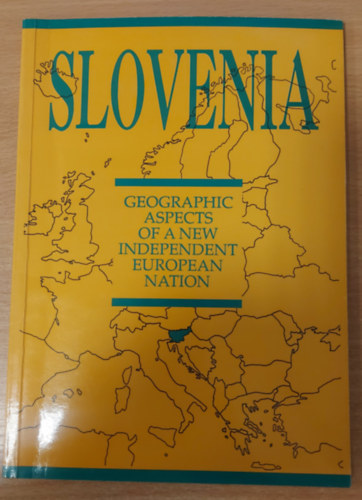 SLOVENIA
GEOGRAPHIC
ASPECTS
OF A NEW
INDEPENDENT
EUROPEAN
NATION